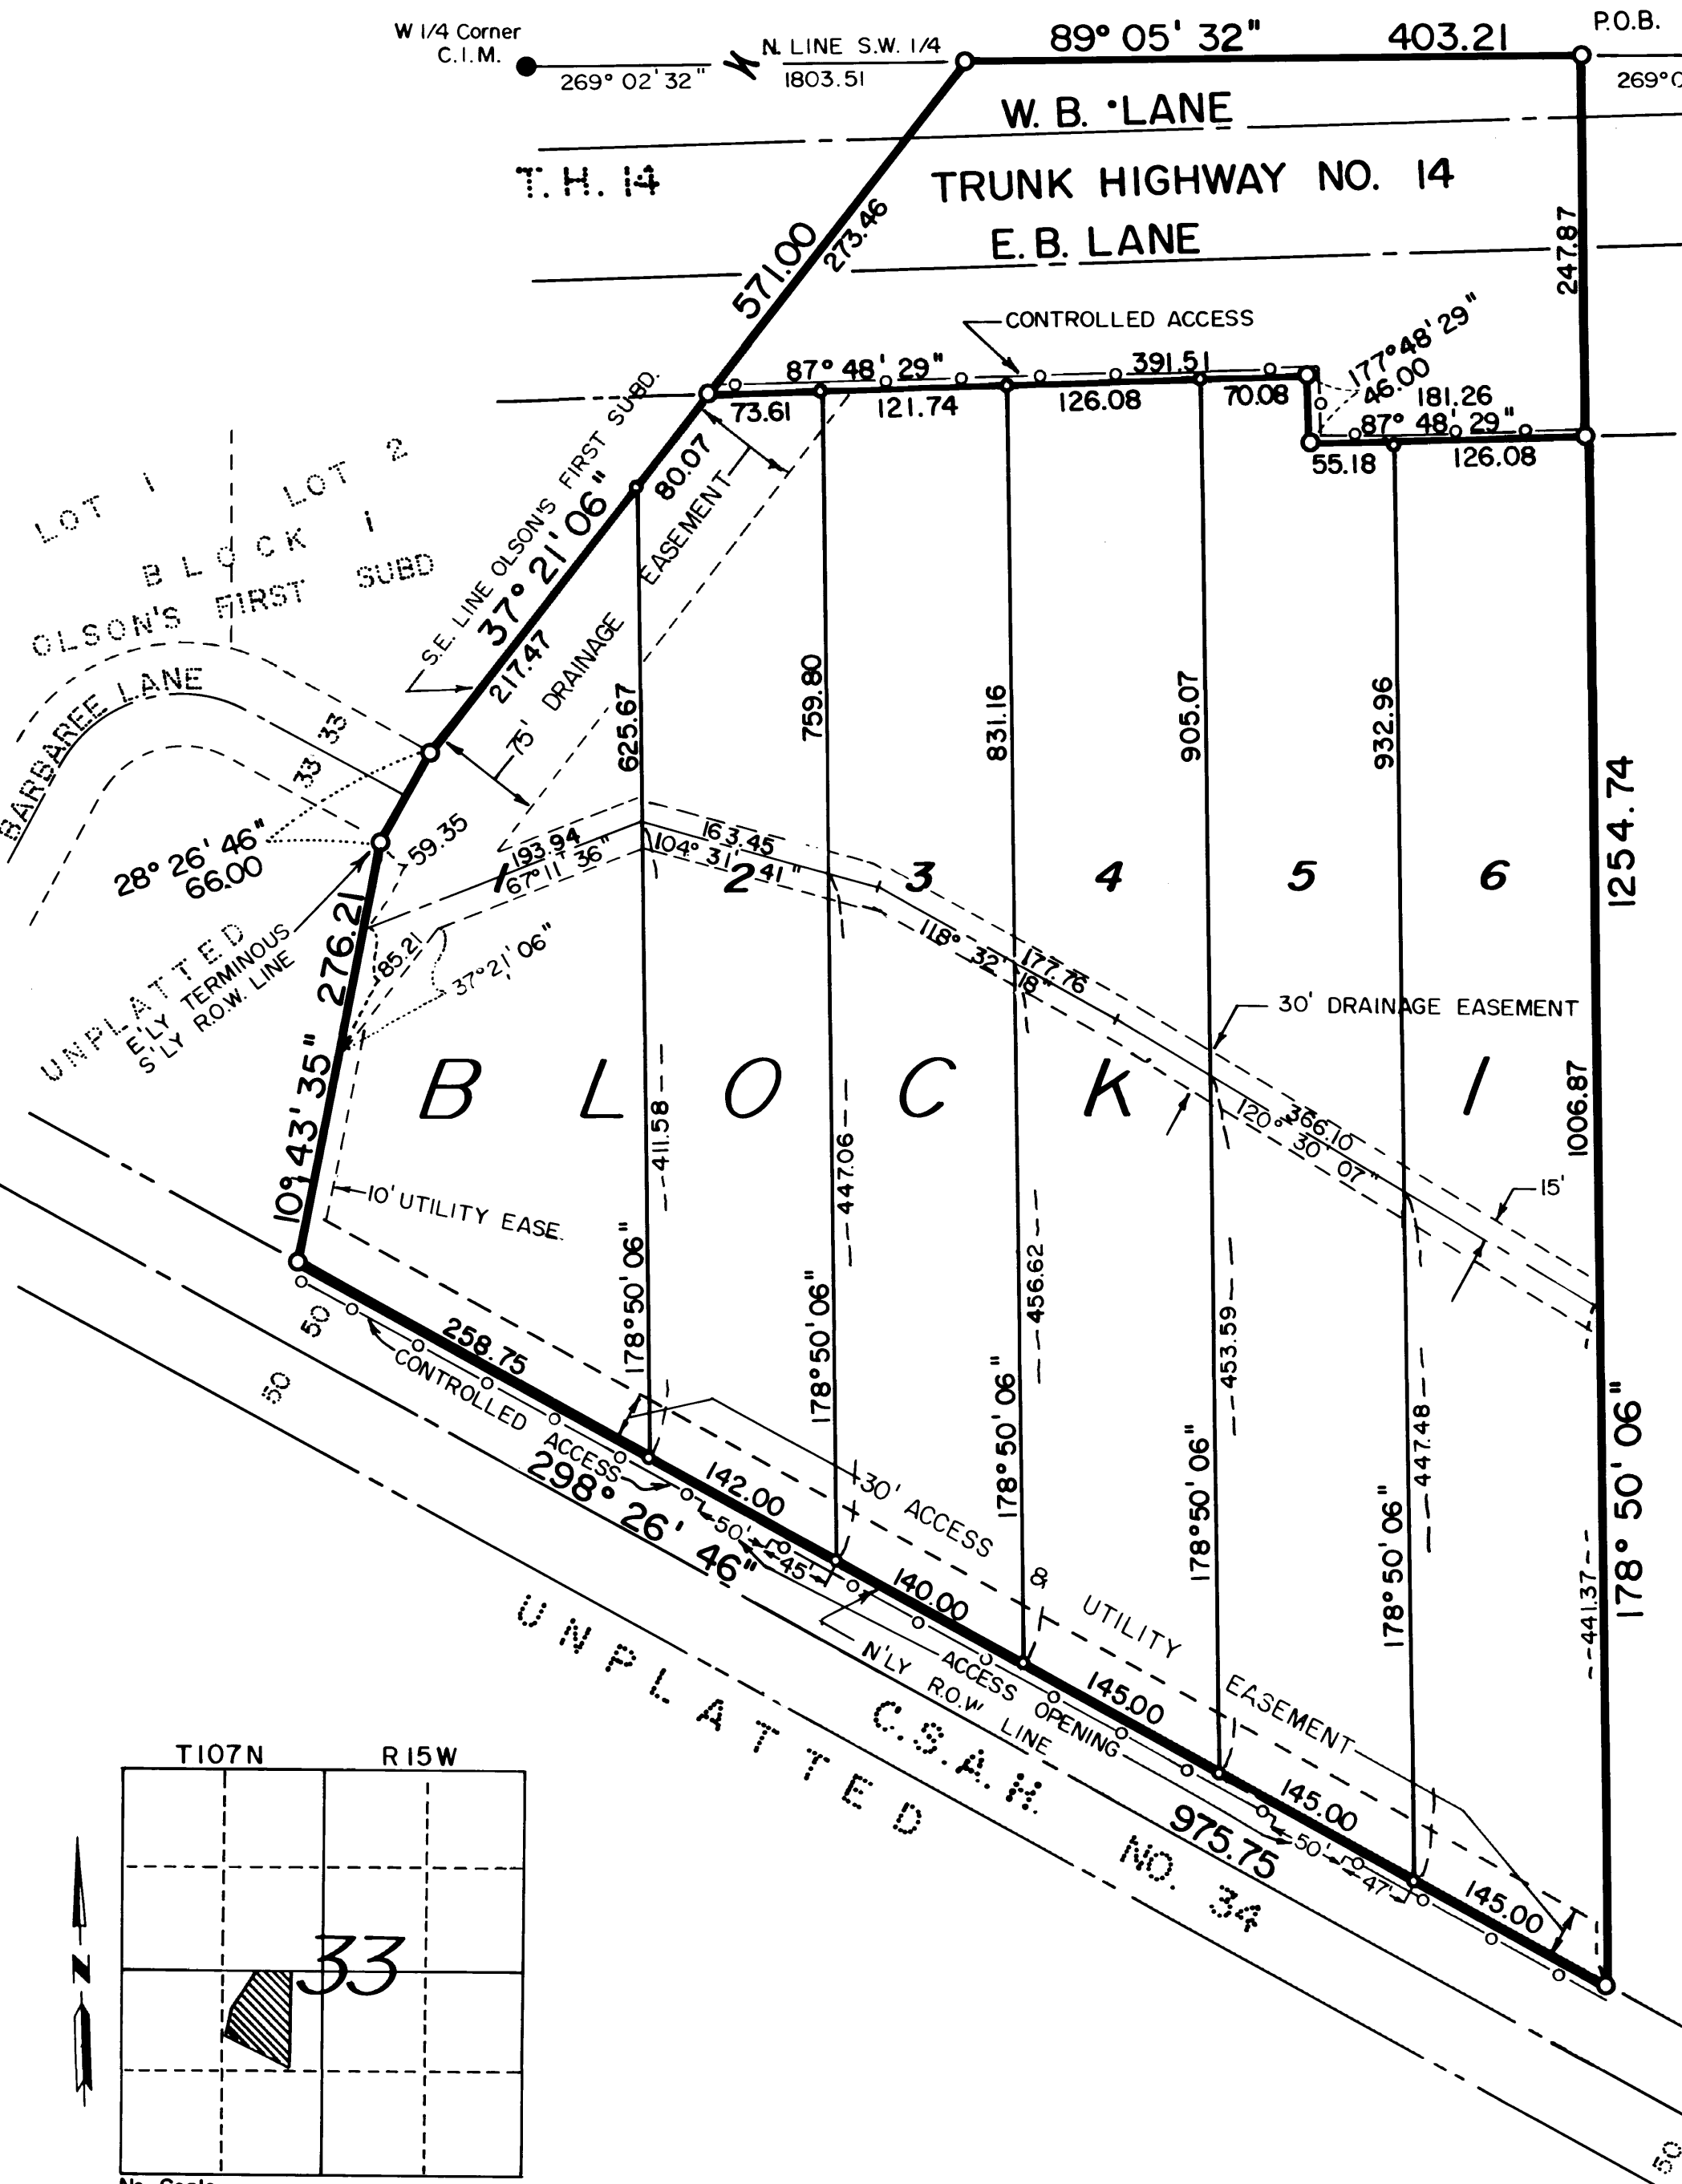 W 1/4 Corner
C.I.M.
269° 02' 32"
N. LINE S.W. 1/4
1803.51
89° 05' 32"
403.21
P.O.B.
269°0
W. B. LANE
T. H. 14
TRUNK HIGHWAY NO. 14
E. B. LANE
571.00
273.46
247.87
CONTROLLED ACCESS
87° 48' 29"
391.51
73.61
121.74
126.08
70.08
177° 48' 29"
46.00
181.26
87° 48' 29"
55.18
126.08
S.E. LINE OLSON'S FIRST SUBD.
37° 21' 06"
80.07
217.47
75' DRAINAGE EASEMENT
LOT 1
LOT 2
BLOCK 1
OLSON'S FIRST SUBD
BARBAREE LANE
33
33
28° 26' 46"
66.00
59.35
UNPLATTED
E'LY TERMINOUS
S'LY R.O.W. LINE
276.21
10° 43' 35"
85.21
37° 21' 06"
625.67
759.80
831.16
905.07
932.96
1254.74
193.94
67° 11' 36"
163.45
104° 31' 41"
1
2
3
4
5
6
118° 32' 18"
177.76
30' DRAINAGE EASEMENT
BLOCK 1
366.10
120° 30' 07"
15'
1006.87
10' UTILITY EASE.
411.58
447.06
456.62
453.59
447.48
441.37
178° 50' 06"
178° 50' 06"
178° 50' 06"
178° 50' 06"
178° 50' 06"
178° 50' 06"
50
50
258.75
CONTROLLED ACCESS
298° 26' 46"
142.00
50'
45'
30' ACCESS & UTILITY EASEMENT
140.00
145.00
145.00
145.00
N'LY R.O.W LINE
ACCESS OPENING
975.75
50'
47'
UNPLATTED
C.S.A.H. NO. 34
50
T107N R15W
33
N
No Scale